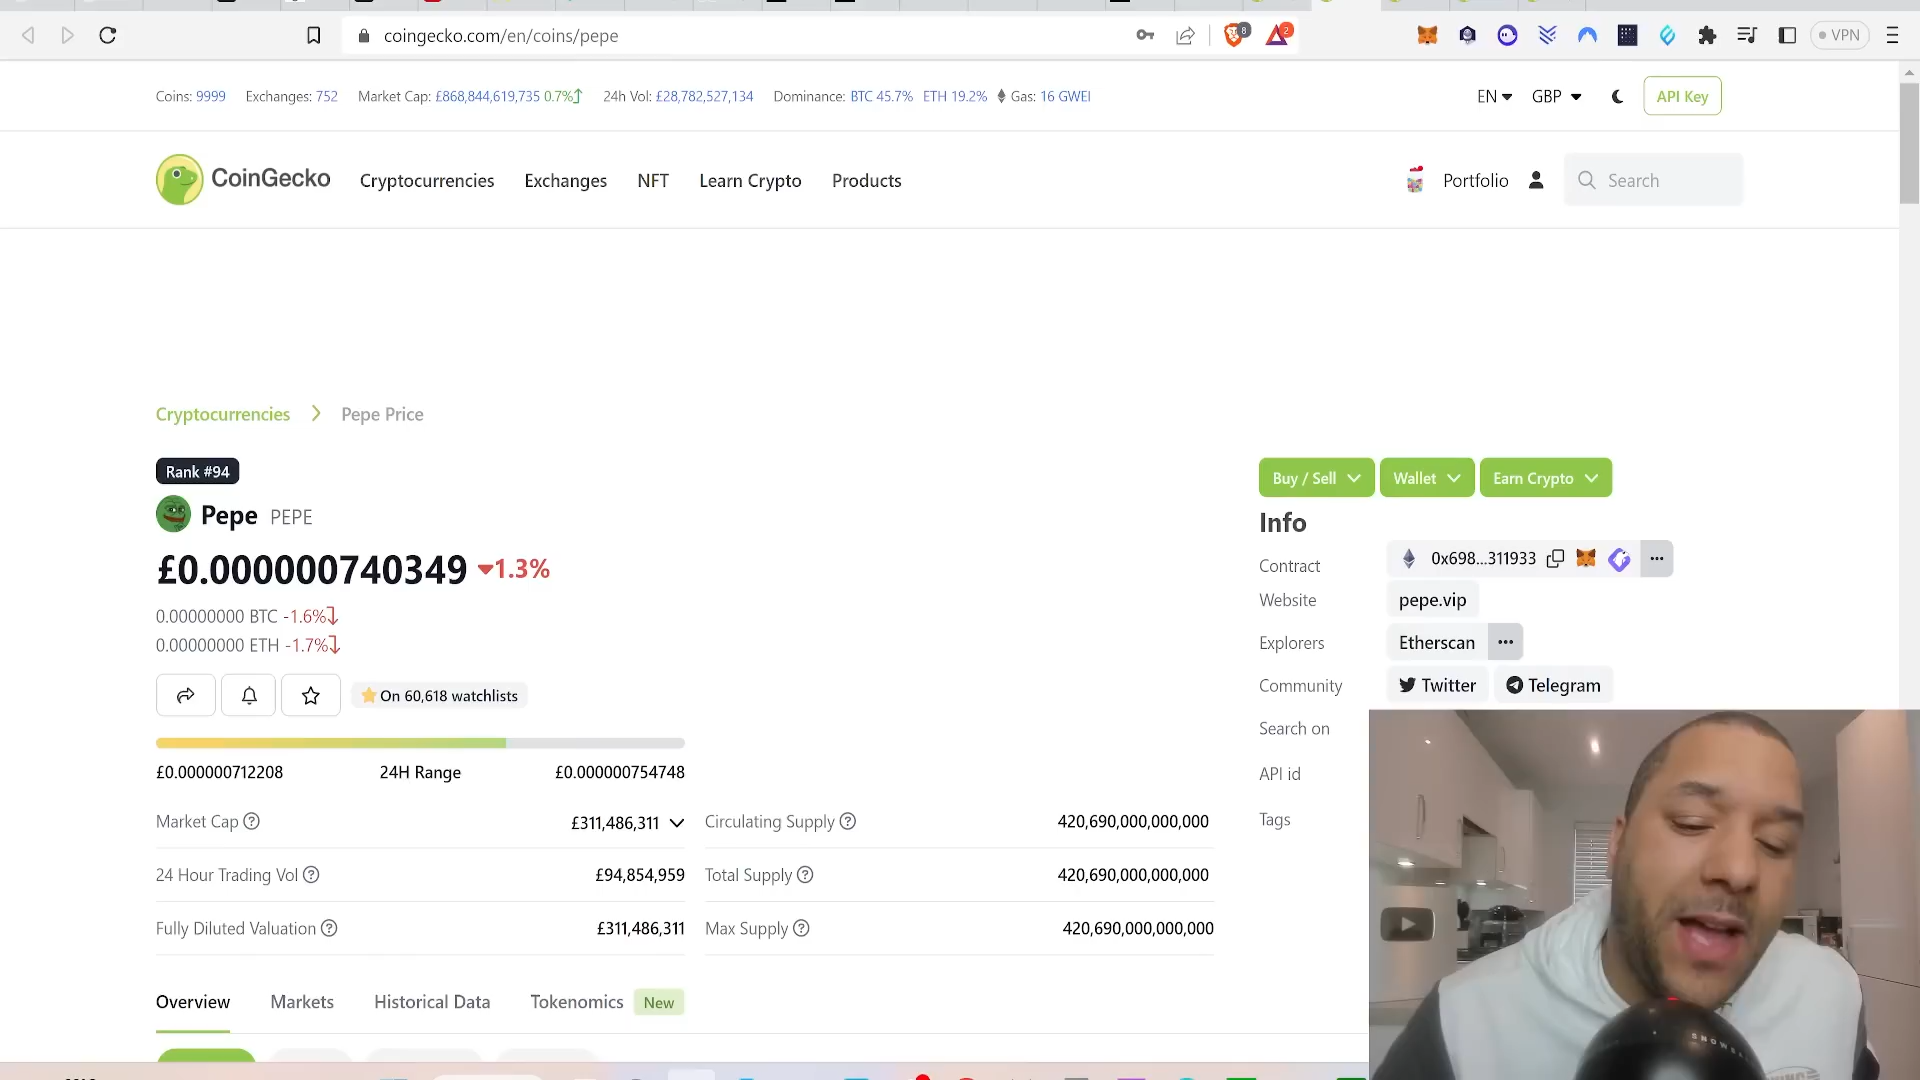 coingecko.com/en/coins/pepe
8
2
VPN
Coins: 9999 Exchanges: 752 Market Cap: £868,844,619,735 0.7% 24h Vol: £28,782,527,134 Dominance: BTC 45.7% ETH 19.2% Gas: 16 GWEI
EN GBP API Key
CoinGecko Cryptocurrencies Exchanges NFT Learn Crypto Products Portfolio Search
Cryptocurrencies Pepe Price
Rank #94
Pepe PEPE
£0.000000740349 1.3%
0.00000000 BTC -1.6%
0.00000000 ETH -1.7%
On 60,618 watchlists
£0.000000712208 24H Range £0.000000754748
Market Cap £311,486,311
24 Hour Trading Vol £94,854,959
Fully Diluted Valuation £311,486,311
Circulating Supply 420,690,000,000,000
Total Supply 420,690,000,000,000
Max Supply 420,690,000,000,000
Overview Markets Historical Data Tokenomics New
Buy / Sell Wallet Earn Crypto
Info
Contract 0x698...311933 ...
Website pepe.vip
Explorers Etherscan ...
Community Twitter Telegram
Search on
API id
Tags